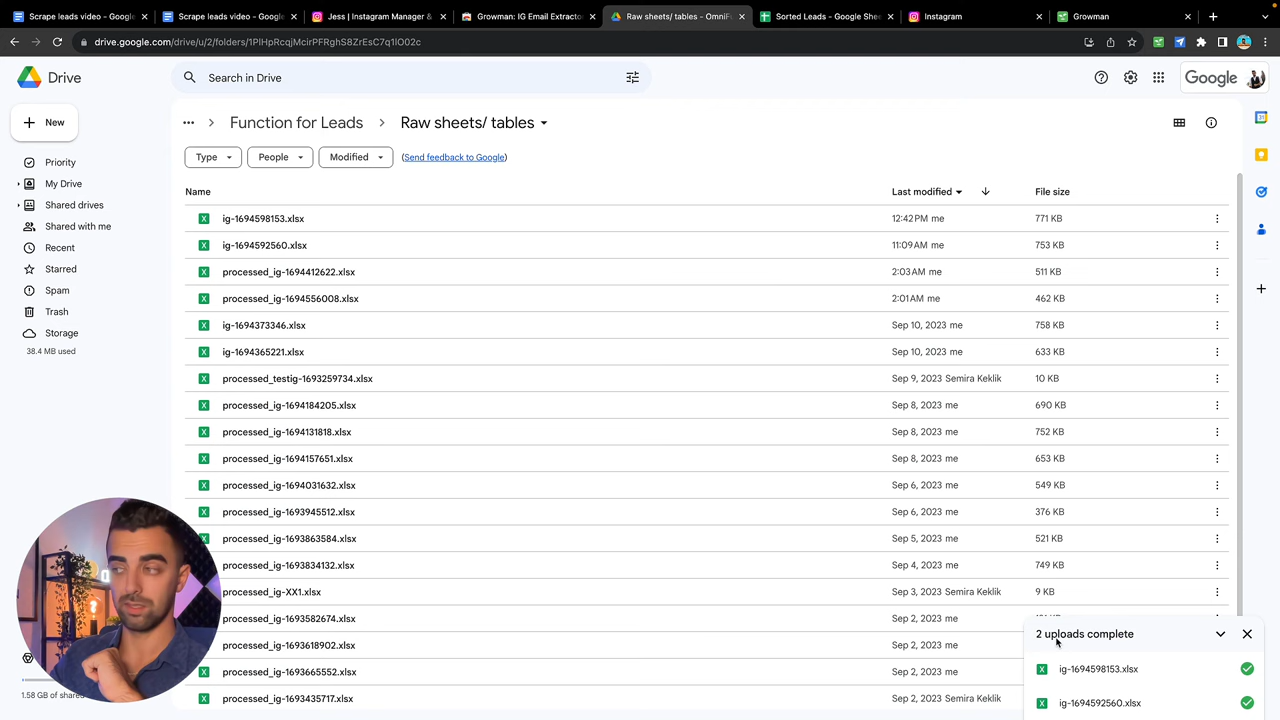 Scrape leads video - Google
Scrape leads video - Google
Jess | Instagram Manager &
Growman: IG Email Extractor
Raw sheets/ tables - OmniF
Sorted Leads - Google Shee
Instagram
Growman
drive.google.com/drive/u/2/folders/1PIHpRcqjMcirPFRghS8ZrEsC7q1lO02c
Drive
Search in Drive
Google
New
Function for Leads
Raw sheets/ tables
Type
People
Modified
(Send feedback to Google)
Priority
My Drive
Shared drives
Shared with me
Recent
Starred
Spam
Trash
Storage
38.4 MB used
1.58 GB of share
Name Last modified File size
ig-1694598153.xlsx 12:42 PM me 771 KB
ig-1694592560.xlsx 11:09 AM me 753 KB
processed_ig-1694412622.xlsx 2:03 AM me 511 KB
processed_ig-1694556008.xlsx 2:01 AM me 462 KB
ig-1694373346.xlsx Sep 10, 2023 me 758 KB
ig-1694365221.xlsx Sep 10, 2023 me 633 KB
processed_testig-1693259734.xlsx Sep 9, 2023 Semira Keklik 10 KB
processed_ig-1694184205.xlsx Sep 8, 2023 me 690 KB
processed_ig-1694131818.xlsx Sep 8, 2023 me 752 KB
processed_ig-1694157651.xlsx Sep 8, 2023 me 653 KB
processed_ig-1694031632.xlsx Sep 6, 2023 me 549 KB
processed_ig-1693945512.xlsx Sep 6, 2023 me 376 KB
processed_ig-1693863584.xlsx Sep 5, 2023 me 521 KB
processed_ig-1693834132.xlsx Sep 4, 2023 me 749 KB
processed_ig-XX1.xlsx Sep 3, 2023 Semira Keklik 9 KB
processed_ig-1693582674.xlsx Sep 2, 2023 me
processed_ig-1693618902.xlsx Sep 2, 2023 me
processed_ig-1693665552.xlsx Sep 2, 2023 me
processed_ig-1693435717.xlsx Sep 2, 2023 Semira Keklik
2 uploads complete
ig-1694598153.xlsx
ig-1694592560.xlsx